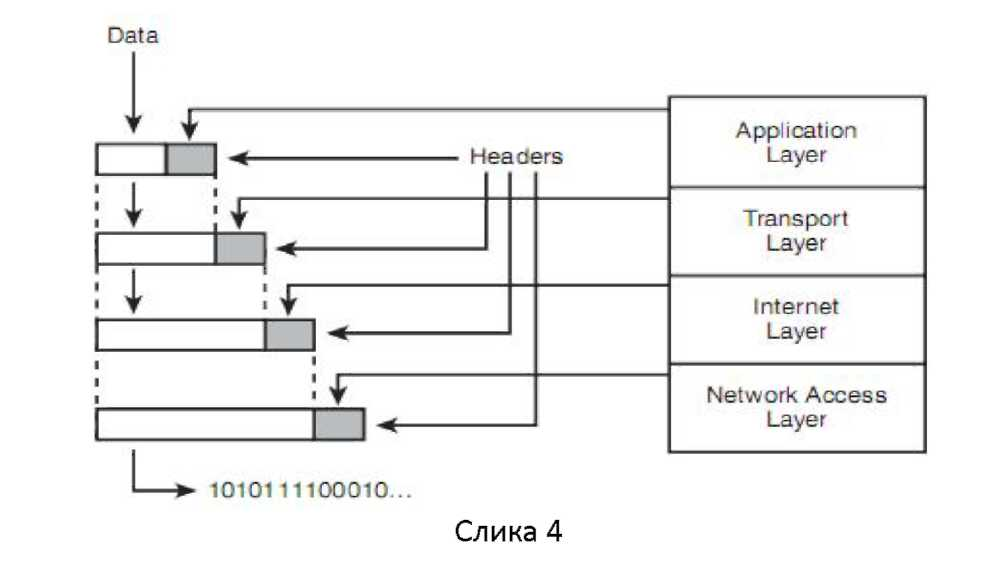 Data
Application
Layer
Headers
Transport
Layer
Internet
Layer
Network Access
Layer
1010111100010...
Слика 4